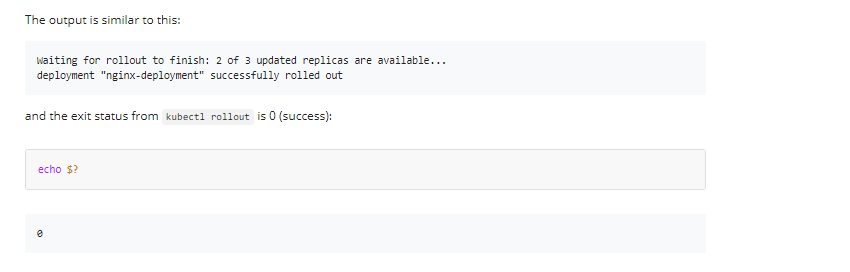 The output is similar to this:
Waiting for rollout to finish: 2 of 3 updated replicas are available...
deployment "nginx-deployment" successfully rolled out
and the exit status from kubectl rollout is 0 (success):
echo $?
0